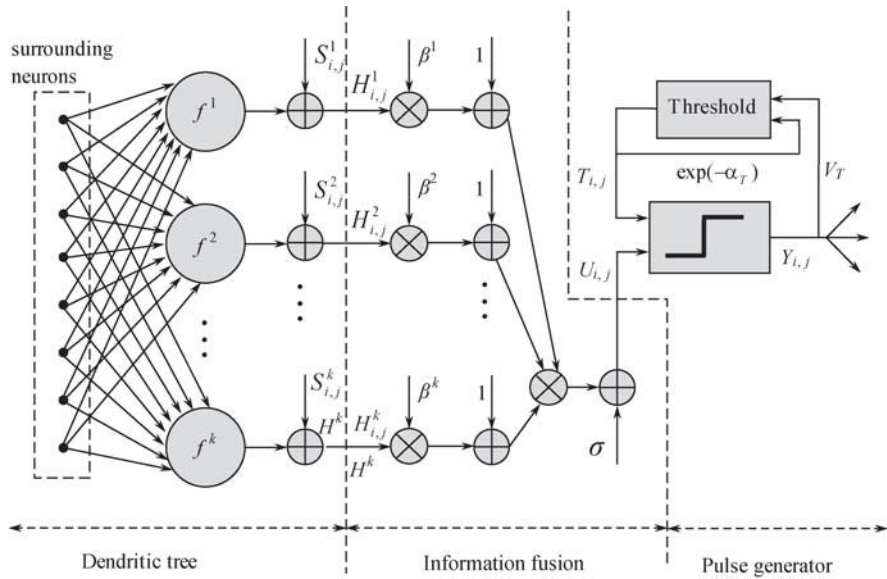 surrounding
neurons
f¹
S¹ᵢ,ⱼ
H¹ᵢ,ⱼ
β¹
1
Threshold
Tᵢ,ⱼ
exp(−α_T)
V_T
f²
S²ᵢ,ⱼ
H²ᵢ,ⱼ
β²
1
Uᵢ,ⱼ
Yᵢ,ⱼ
fᵏ
Sᵏᵢ,ⱼ
Hᵏ
Hᵏᵢ,ⱼ
Hᵏ
βᵏ
1
σ
Dendritic tree
Information fusion
Pulse generator